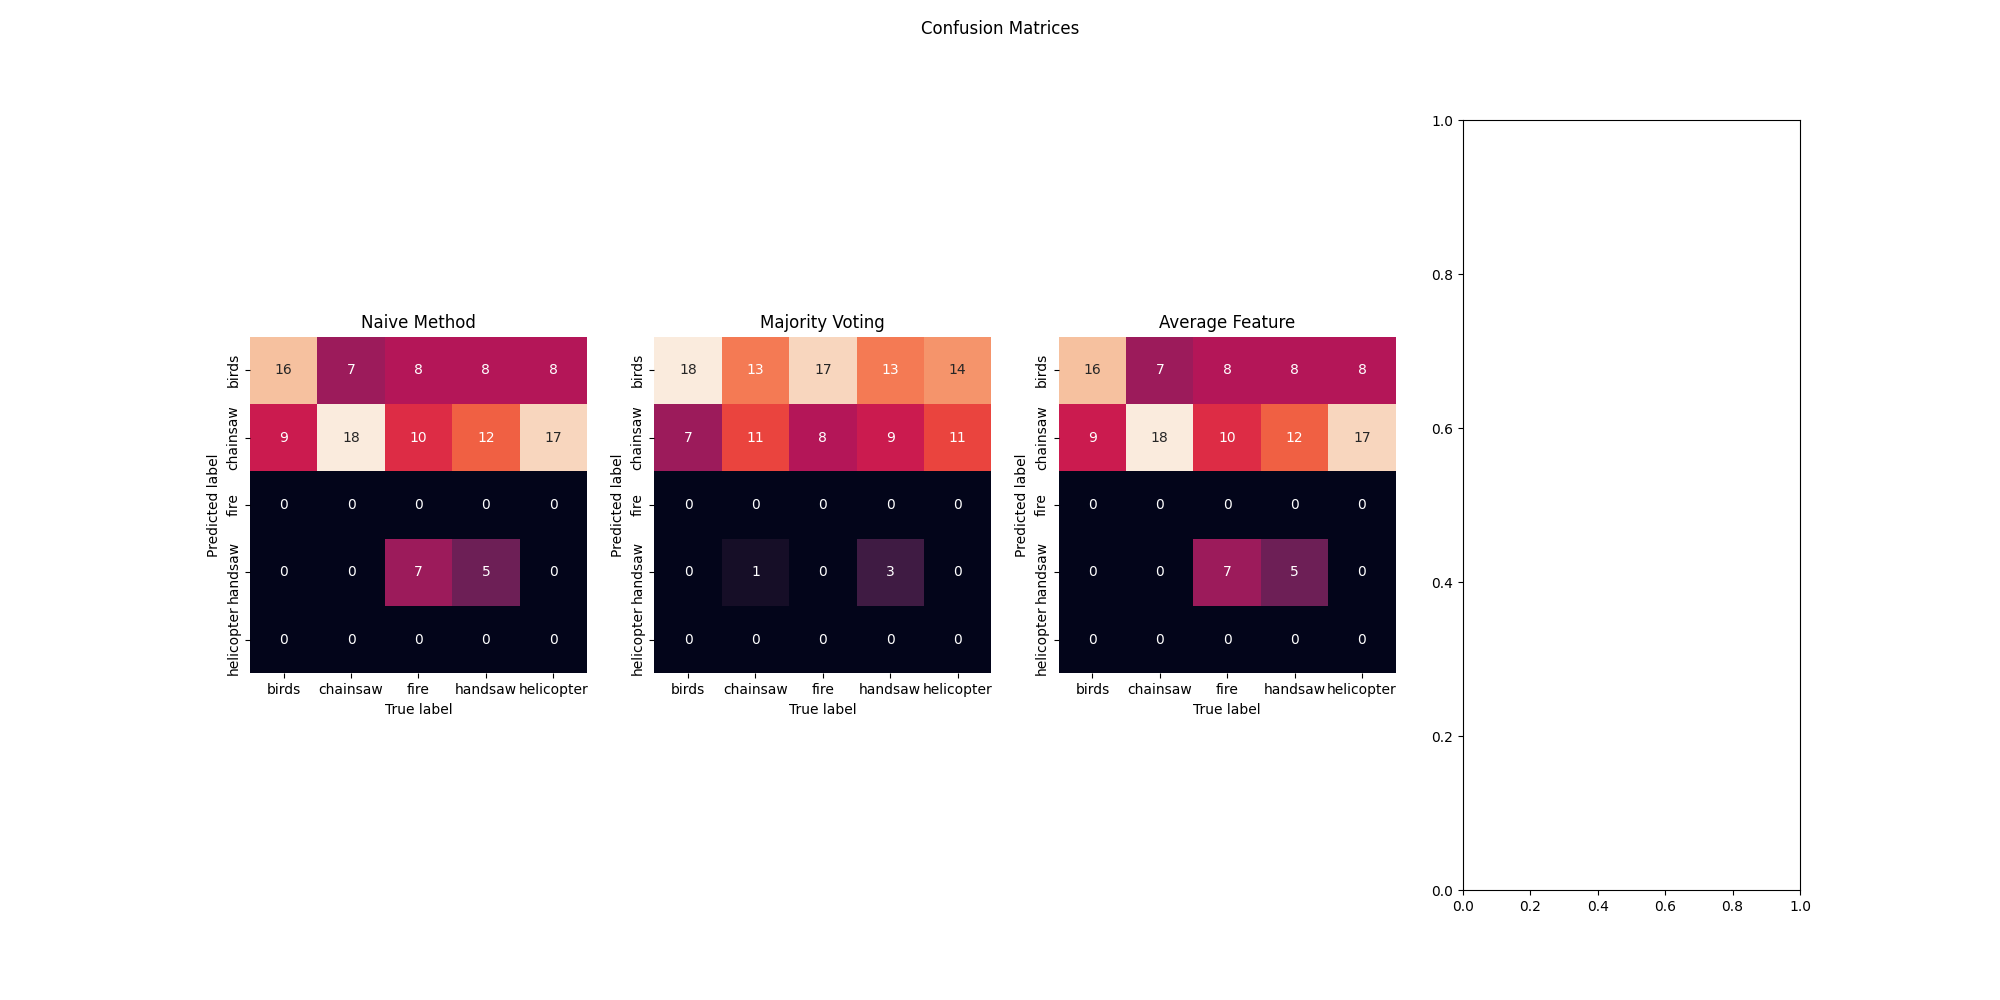 Confusion Matrices
Naive Method
Predicted label
birds
chainsaw
fire
handsaw
helicopter
16 7 8 8 8
9 18 10 12 17
0 0 0 0 0
0 0 7 5 0
0 0 0 0 0
birds chainsaw fire handsaw helicopter
True label
Majority Voting
Predicted label
birds
chainsaw
fire
handsaw
helicopter
18 13 17 13 14
7 11 8 9 11
0 0 0 0 0
0 1 0 3 0
0 0 0 0 0
birds chainsaw fire handsaw helicopter
True label
Average Feature
Predicted label
birds
chainsaw
fire
handsaw
helicopter
16 7 8 8 8
9 18 10 12 17
0 0 0 0 0
0 0 7 5 0
0 0 0 0 0
birds chainsaw fire handsaw helicopter
True label
1.0
0.8
0.6
0.4
0.2
0.0
0.0 0.2 0.4 0.6 0.8 1.0